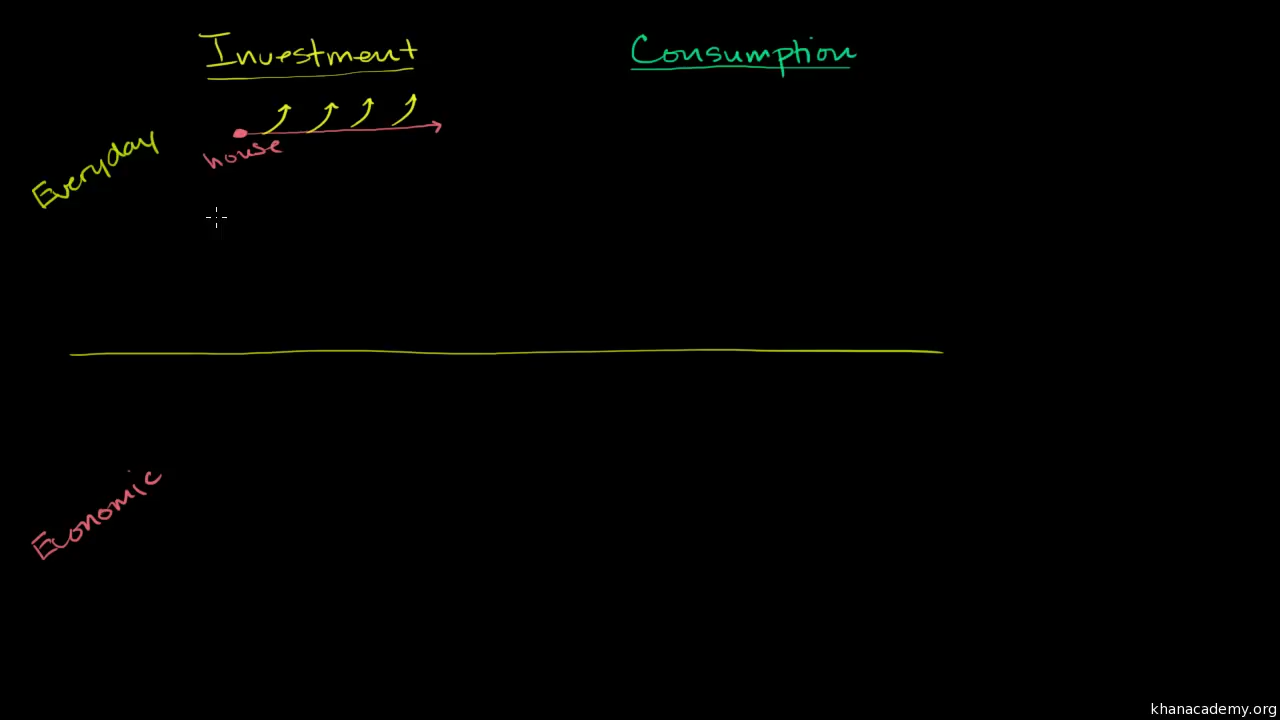 Investment
Consumption
Everyday
house
Economic
khanacademy.org